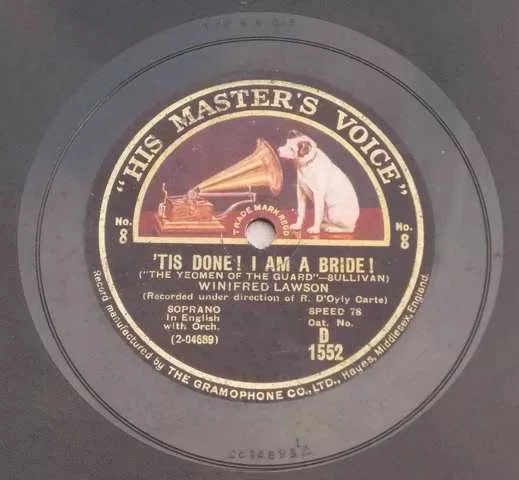 "HIS MASTER'S VOICE"
TRADE MARK REGD
No. 8
No. 8
'TIS DONE! I AM A BRIDE!
("THE YEOMEN OF THE GUARD"—SULLIVAN)
WINIFRED LAWSON
(Recorded under direction of R. D'Oyly Carte)
SOPRANO
In English
with Orch.
(2-04689)
SPEED 78
Cat. No.
D
1552
Record manufactured by THE GRAMOPHONE CO., LTD., Hayes, Middlesex, England.